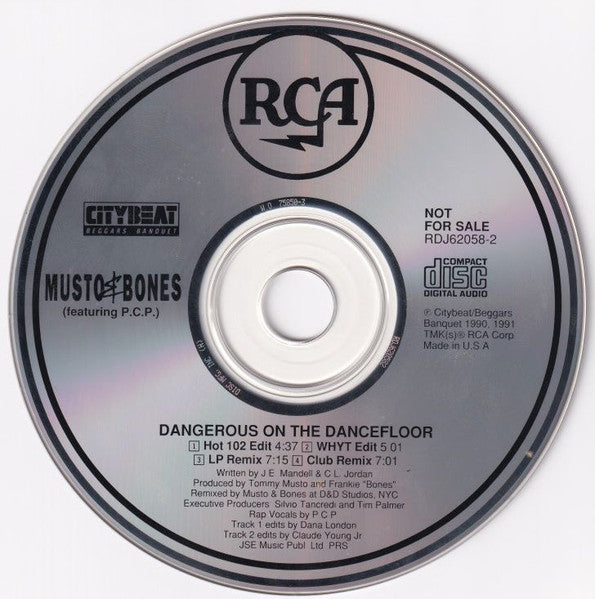 RCA
CITYBEAT
BEGGARS BANQUET
MUSTO & BONES
(featuring P.C.P.)
NOT
FOR SALE
RDJ62058-2
COMPACT
disc
DIGITAL AUDIO
℗ Citybeat/Beggars
Banquet 1990, 1991
TMK(s)® RCA Corp
Made in U.S A
W.O. 75850-3
DISC MFG., INC. (A)
DANGEROUS ON THE DANCEFLOOR
1 Hot 102 Edit 4:37 2 WHYT Edit 5 01
3 LP Remix 7:15 4 Club Remix 7:01
Written by J E. Mandell & C L. Jordan
Produced by Tommy Musto and Frankie "Bones"
Remixed by Musto & Bones at D&D Studios, NYC
Executive Producers Silvio Tancredi and Tim Palmer
Rap Vocals by P C P
Track 1 edits by Dana London
Track 2 edits by Claude Young Jr
JSE Music Publ Ltd PRS